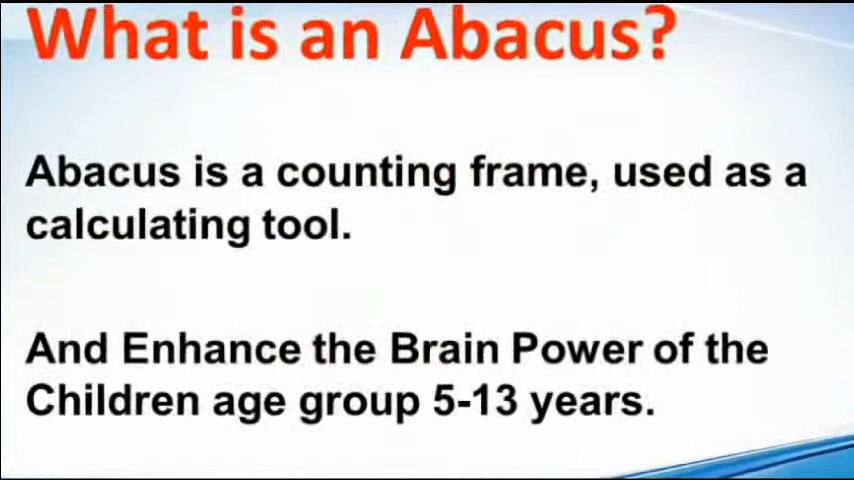 What is an Abacus?
Abacus is a counting frame, used as a
calculating tool.
And Enhance the Brain Power of the
Children age group 5-13 years.